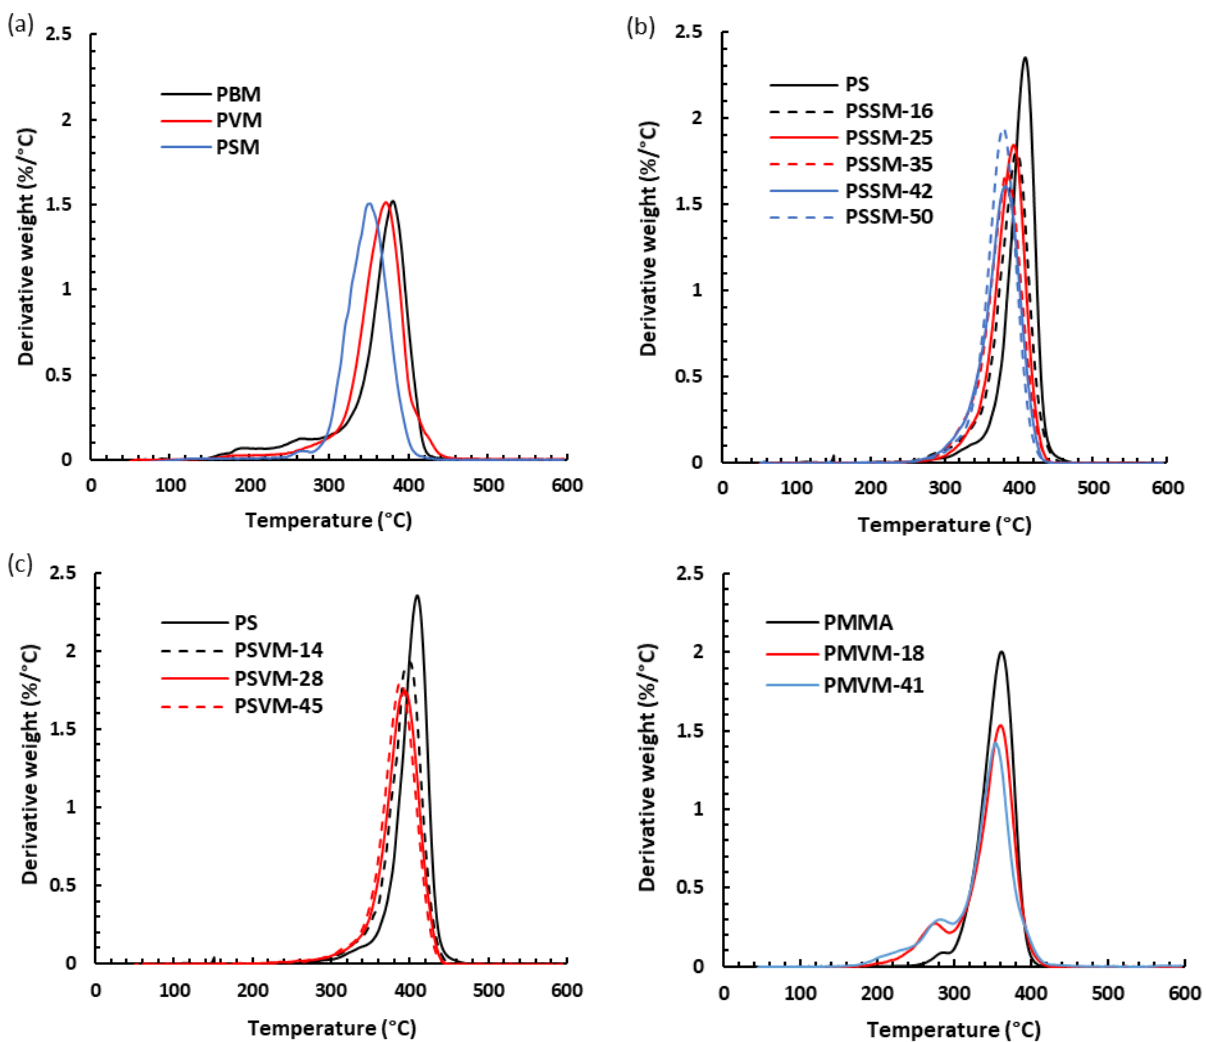 (a)
2.5
2
1.5
1
0.5
0
Derivative weight (%/°C)
PBM
PVM
PSM
0 100 200 300 400 500 600
Temperature (°C)
(b)
2.5
2
1.5
1
0.5
0
Derivative weight (%/°C)
PS
PSSM-16
PSSM-25
PSSM-35
PSSM-42
PSSM-50
0 100 200 300 400 500 600
Temperature (°C)
(c)
2.5
2
1.5
1
0.5
0
Derivative weight (%/°C)
PS
PSVM-14
PSVM-28
PSVM-45
0 100 200 300 400 500 600
Temperature (°C)
2.5
2
1.5
1
0.5
0
Derivative weight (%/°C)
PMMA
PMVM-18
PMVM-41
0 100 200 300 400 500 600
Temperature (°C)